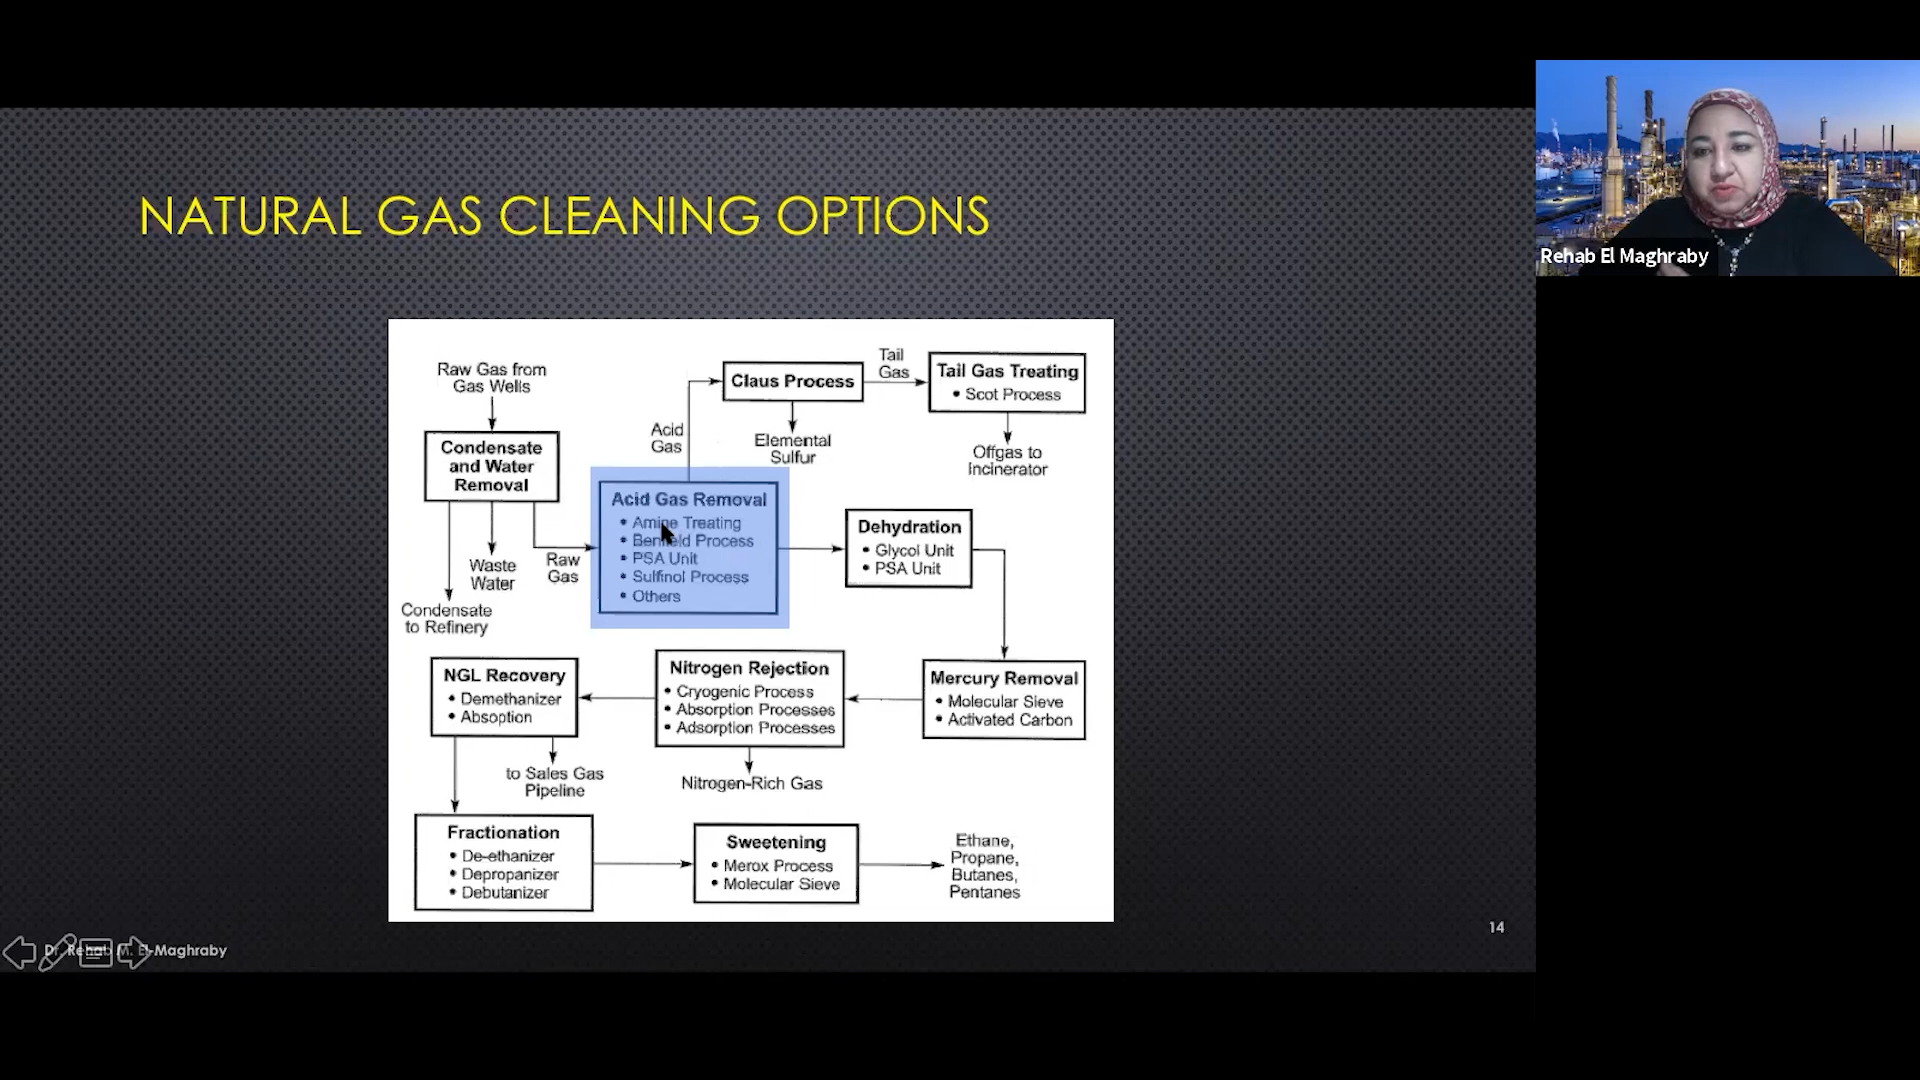 NATURAL GAS CLEANING OPTIONS
Rehab El Maghraby
Raw Gas from
Gas Wells
Condensate
and Water
Removal
Waste
Water
Condensate
to Refinery
Raw
Gas
Acid
Gas
Claus Process
Elemental
Sulfur
Tail
Gas
Tail Gas Treating
• Scot Process
Offgas to
Incinerator
Acid Gas Removal
• Amine Treating
• Benfield Process
• PSA Unit
• Sulfinol Process
• Others
Dehydration
• Glycol Unit
• PSA Unit
Mercury Removal
• Molecular Sieve
• Activated Carbon
Nitrogen Rejection
• Cryogenic Process
• Absorption Processes
• Adsorption Processes
Nitrogen-Rich Gas
NGL Recovery
• Demethanizer
• Absoption
to Sales Gas
Pipeline
Fractionation
• De-ethanizer
• Depropanizer
• Debutanizer
Sweetening
• Merox Process
• Molecular Sieve
Ethane,
Propane,
Butanes,
Pentanes
14
Dr. Rehab M. El-Maghraby